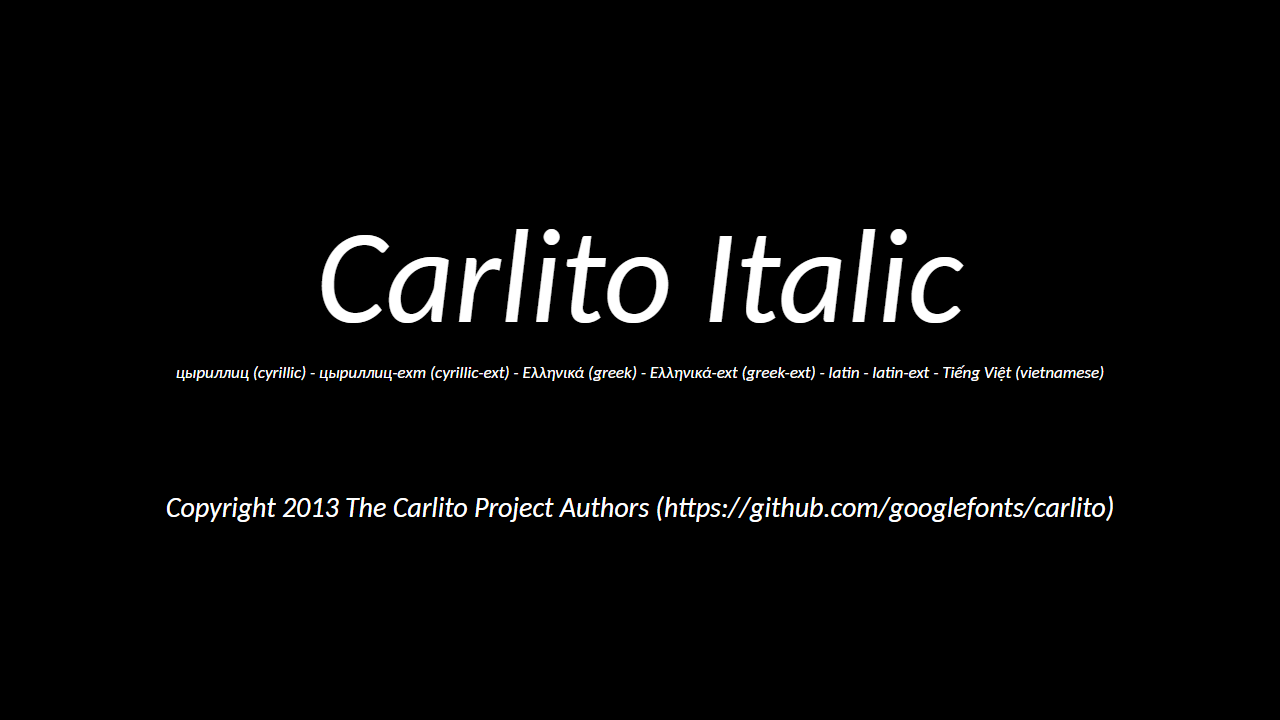 Carlito Italic
цыриллиц (cyrillic) - цыриллиц-ext (cyrillic-ext) - Ελληνικά (greek) - Ελληνικά-ext (greek-ext) - latin - latin-ext - Tiếng Việt (vietnamese)
Copyright 2013 The Carlito Project Authors (https://github.com/googlefonts/carlito)